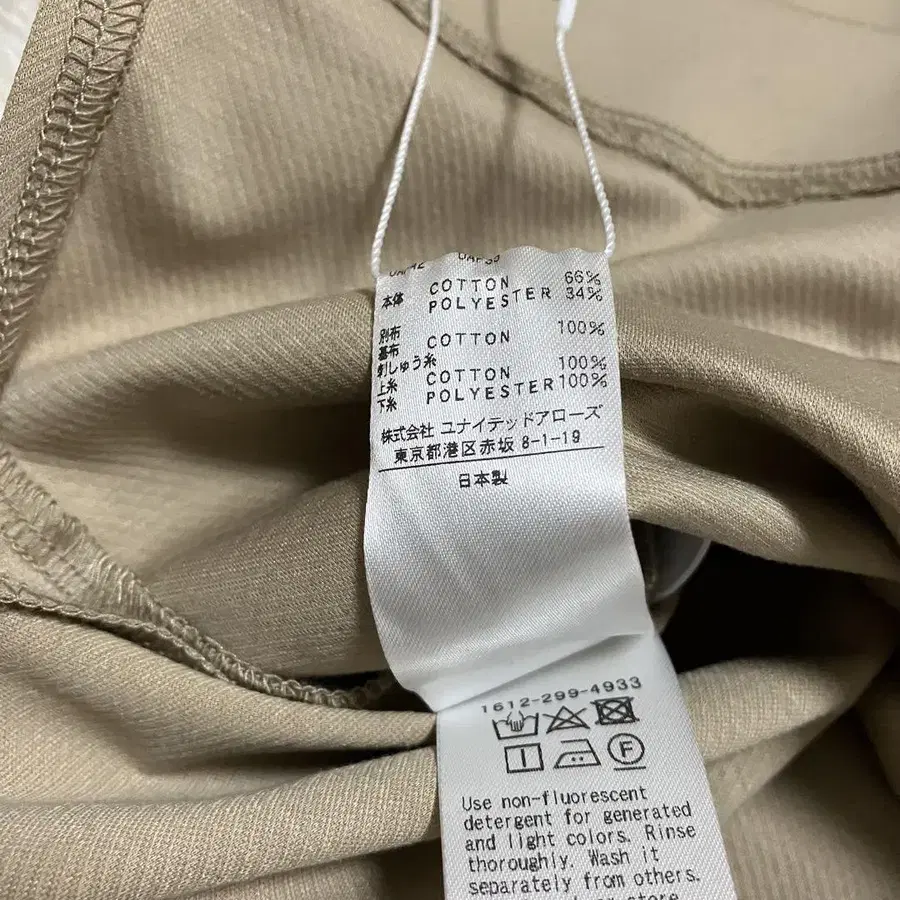 本体 COTTON 66%
POLYESTER 34%
別布
基布 COTTON 100%
刺しゅう糸
上糸 COTTON 100%
下糸 POLYESTER 100%
株式会社 ユナイテッドアローズ
東京都港区赤坂 8-1-19
日本製
1612-299-4933
F
Use non-fluorescent
detergent for generated
and light colors. Rinse
thoroughly. Wash it
separately from others.
store